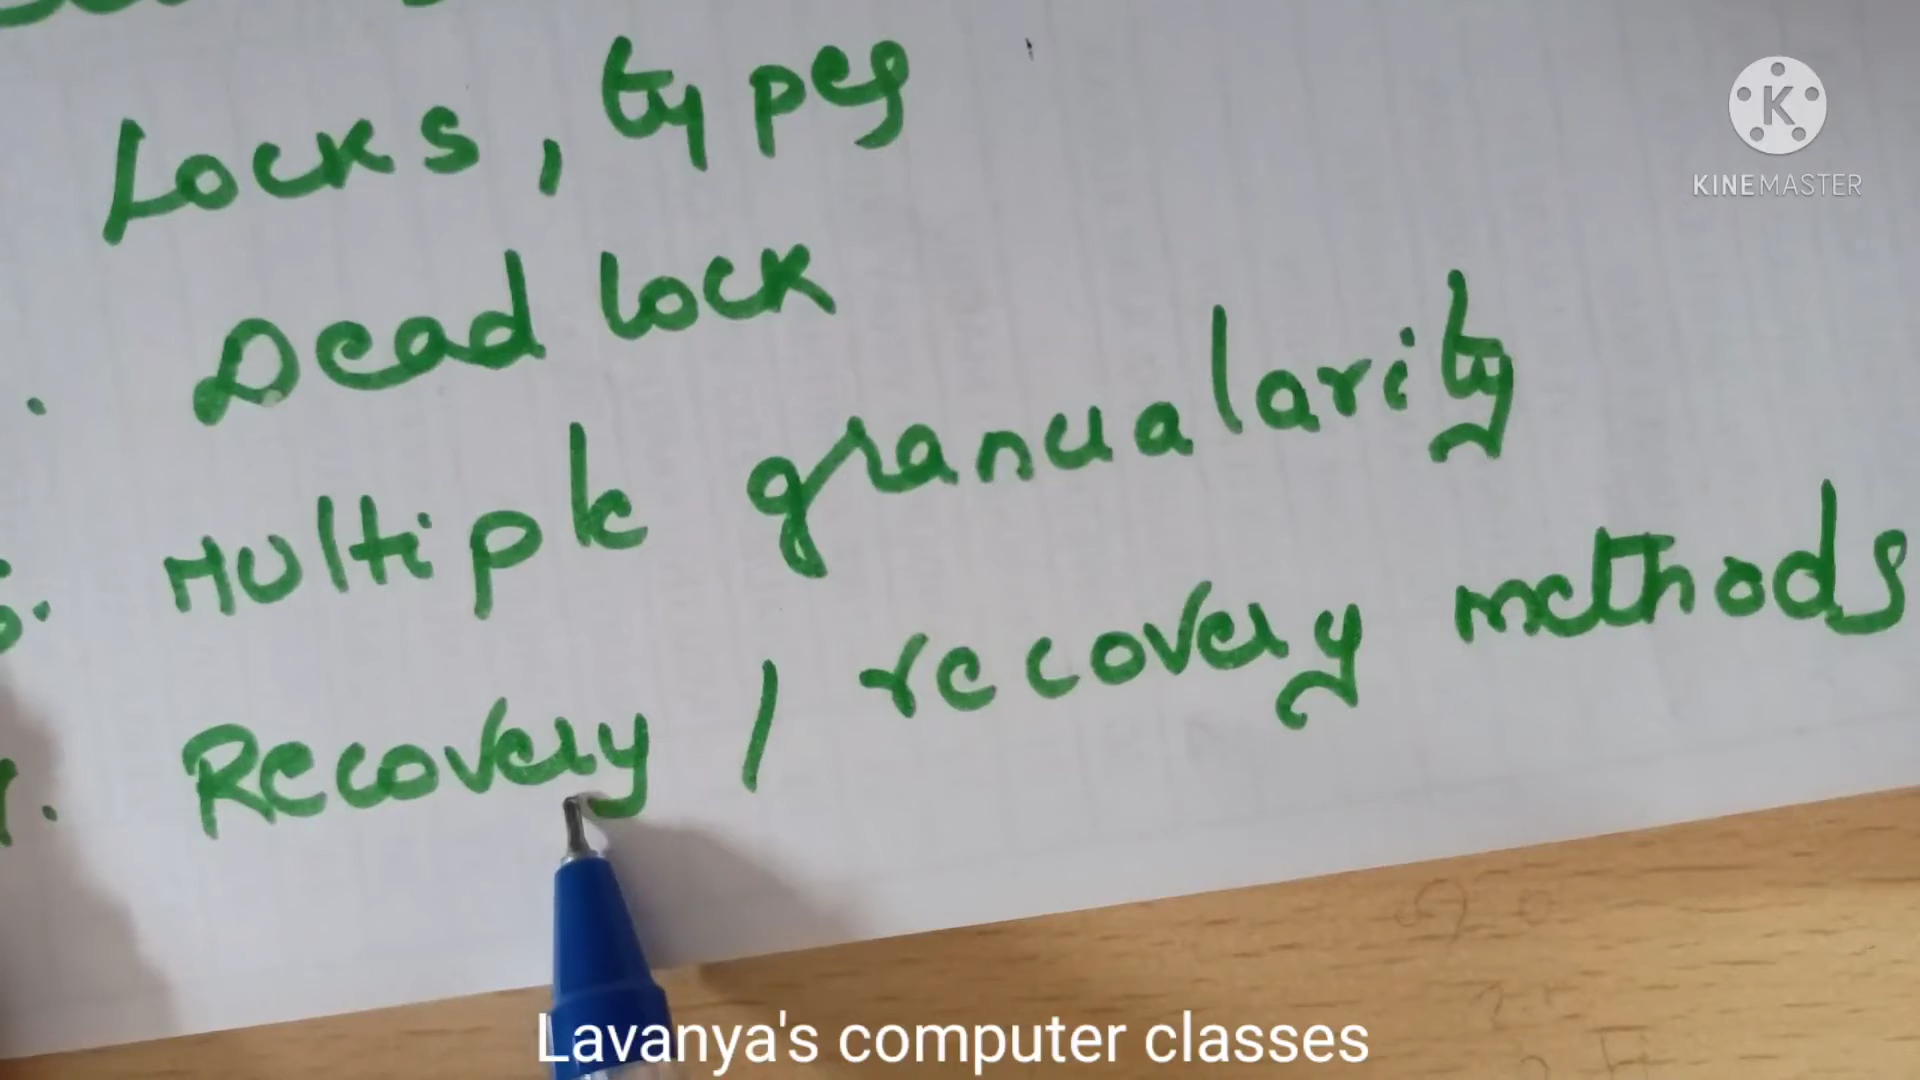 Locks, types
KINEMASTER
. Dead lock
. Multiple granualarity
. Recovery / recovery methods
Lavanya's computer classes